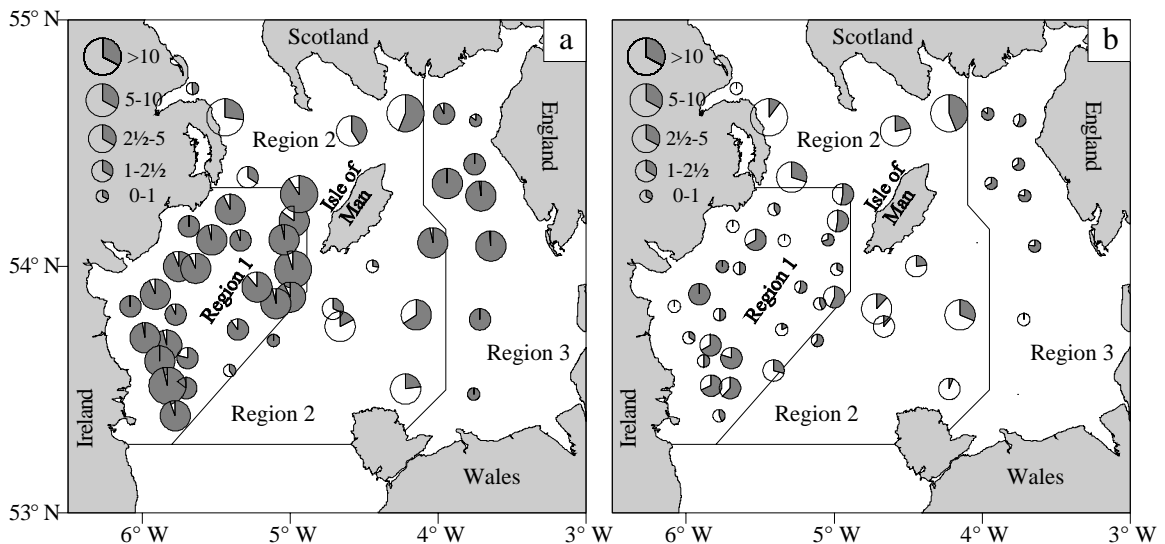 55° N
54° N
53° N
a
Scotland
>10
5-10
2½-5
1-2½
0-1
England
Region 2
Isle of
Man
Region 1
Region 3
Region 2
Ireland
Wales
6° W
5° W
4° W
3° W
b
Scotland
>10
5-10
2½-5
1-2½
0-1
England
Region 2
Isle of
Man
Region 1
Region 3
Region 2
Ireland
Wales
6° W
5° W
4° W
3° W